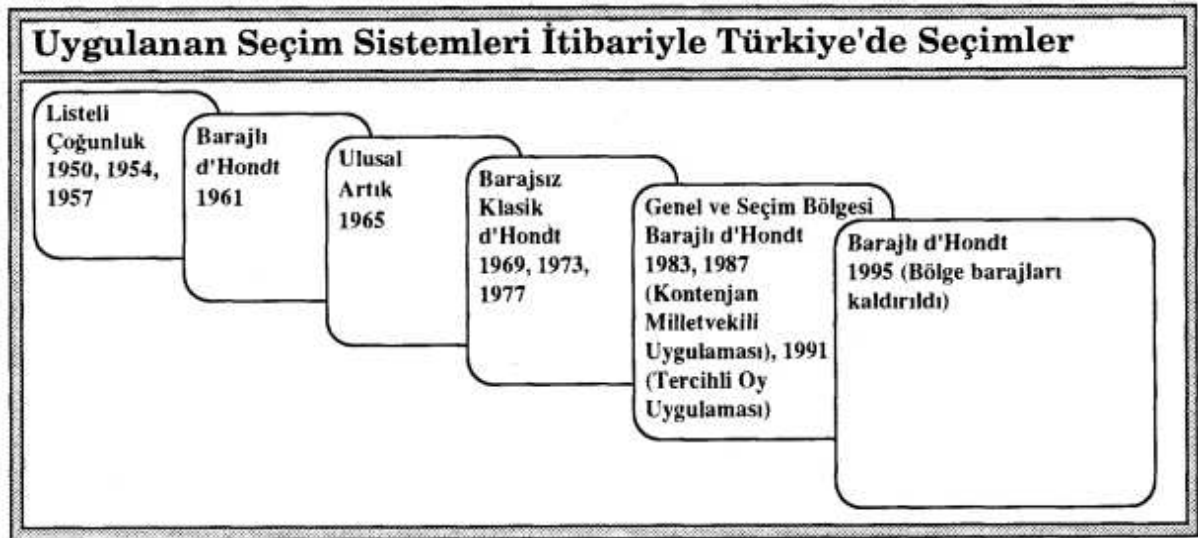 Uygulanan Seçim Sistemleri İtibariyle Türkiye'de Seçimler
Listeli
Çoğunluk
1950, 1954,
1957
Barajlı
d'Hondt
1961
Ulusal
Artık
1965
Barajsız
Klasik
d'Hondt
1969, 1973,
1977
Genel ve Seçim Bölgesi
Barajlı d'Hondt
1983, 1987
(Kontenjan
Milletvekili
Uygulaması), 1991
(Tercihli Oy
Uygulaması)
Barajlı d'Hondt
1995 (Bölge barajları
kaldırıldı)